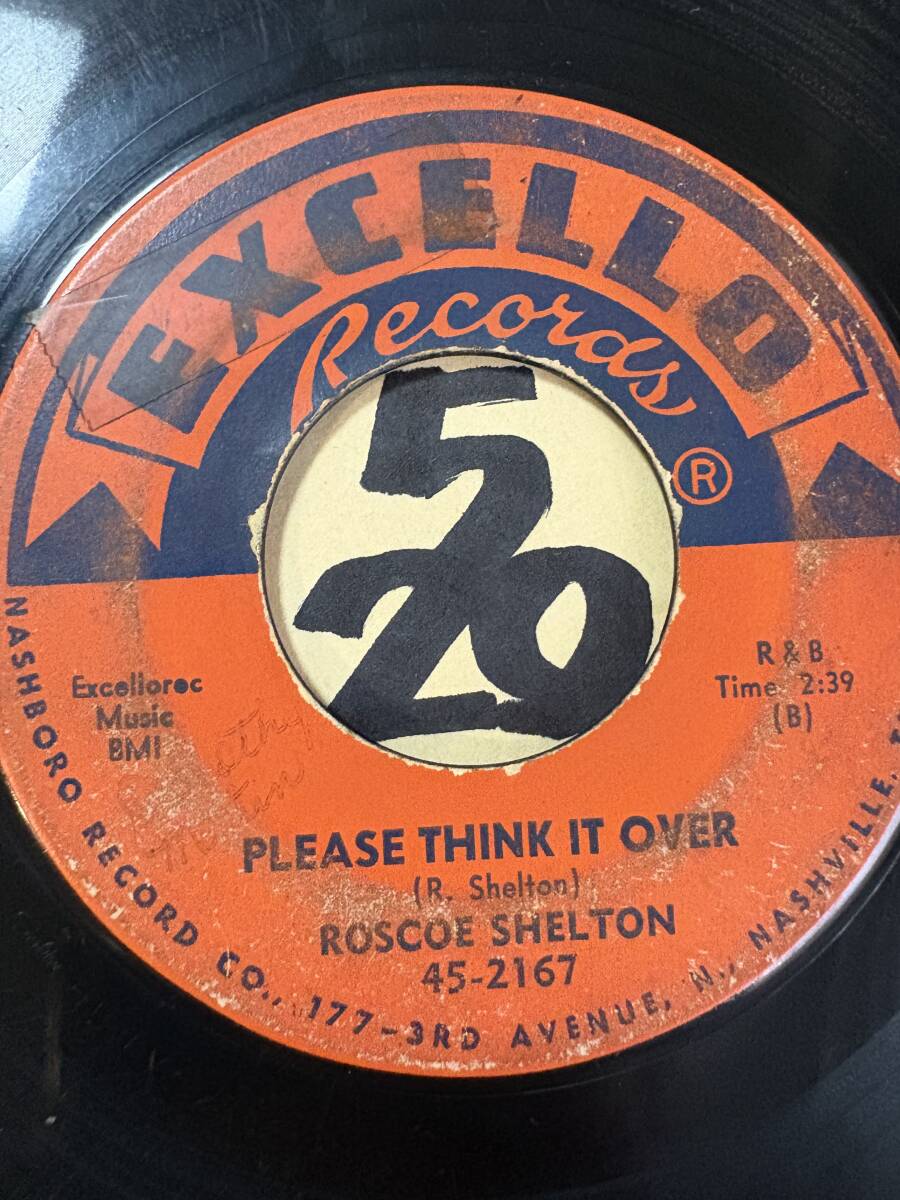 EXCELLO
Records
®
5
20
Excellorec
Music
BMI
R & B
Time 2:39
(B)
PLEASE THINK IT OVER
(R. Shelton)
ROSCOE SHELTON
45-2167
NASHBORO RECORD CO., 177-3RD AVENUE, N., NASHVILLE,